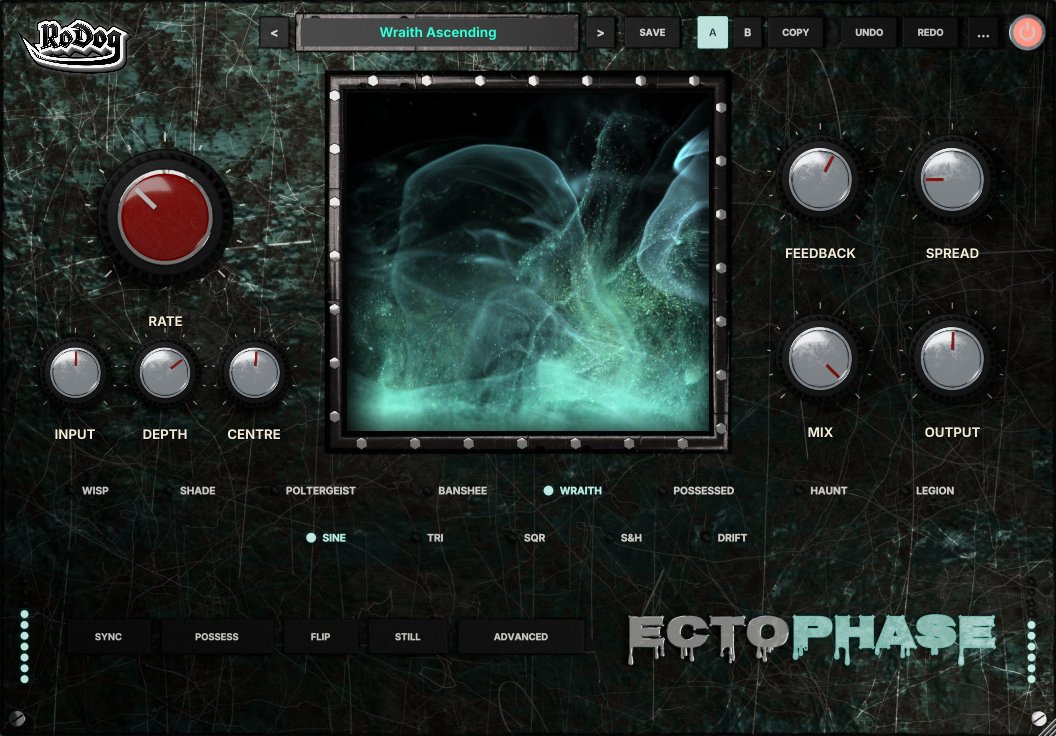 RoDog
<
Wraith Ascending
>
SAVE
A
B
COPY
UNDO
REDO
...
RATE
INPUT
DEPTH
CENTRE
FEEDBACK
SPREAD
MIX
OUTPUT
WISP
SHADE
POLTERGEIST
BANSHEE
WRAITH
POSSESSED
HAUNT
LEGION
SINE
TRI
SQR
S&H
DRIFT
SYNC
POSSESS
FLIP
STILL
ADVANCED
ECTOPHASE